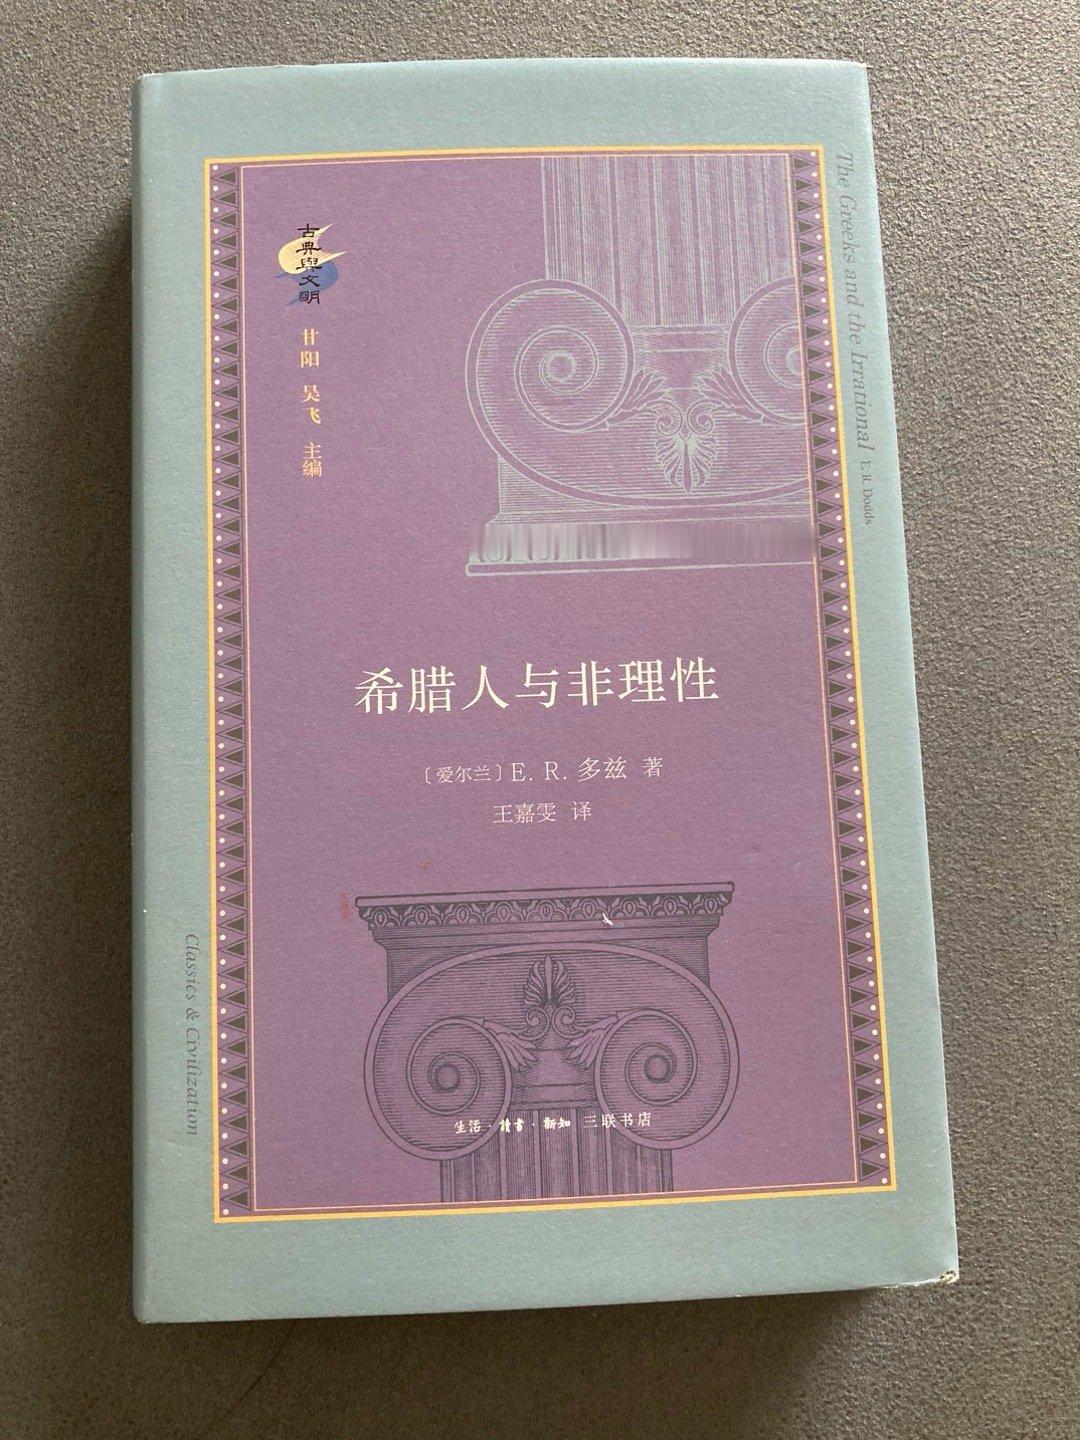 古典與文明
甘阳 吴飞 主编
The Greeks and the Irrational E. R. Dodds
希腊人与非理性
〔爱尔兰〕E. R. 多兹 著
王嘉雯 译
Classics & Civilization
生活·讀書·新知 三联书店